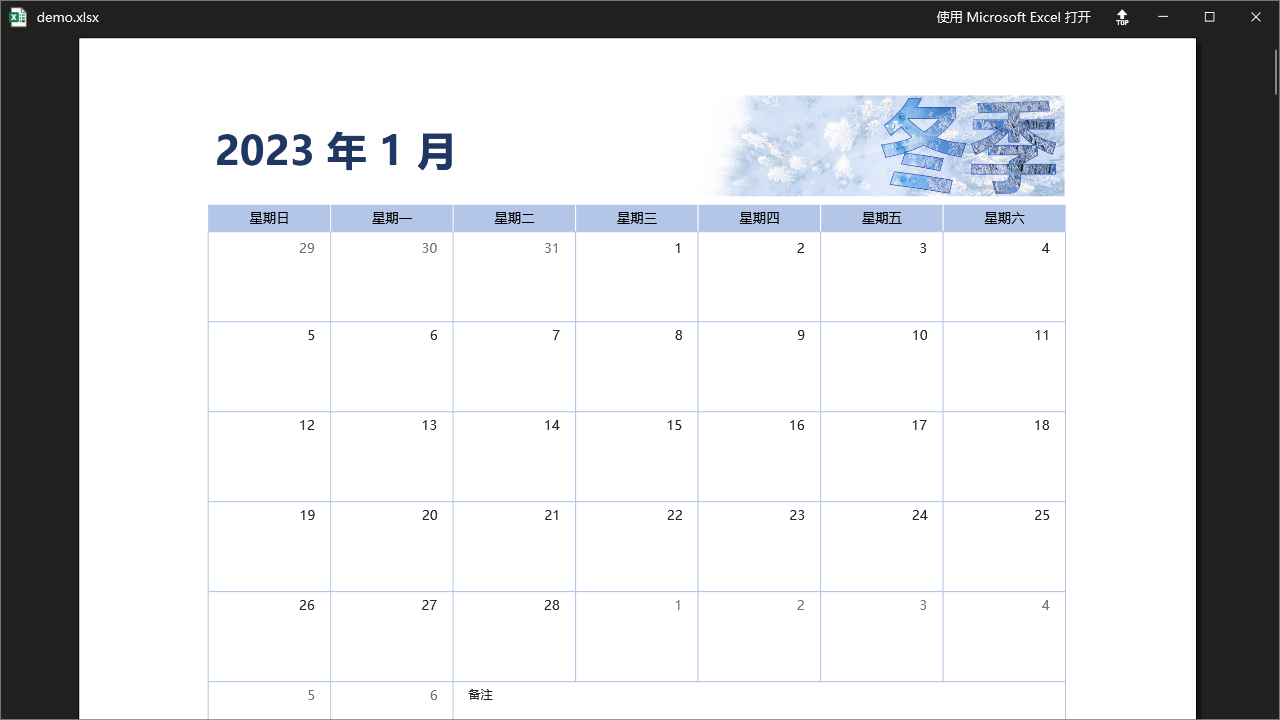 demo.xlsx 使用 Microsoft Excel 打开 TOP
2023 年 1 月 冬季
星期日 星期一 星期二 星期三 星期四 星期五 星期六
29 30 31 1 2 3 4
5 6 7 8 9 10 11
12 13 14 15 16 17 18
19 20 21 22 23 24 25
26 27 28 1 2 3 4
5 6 备注